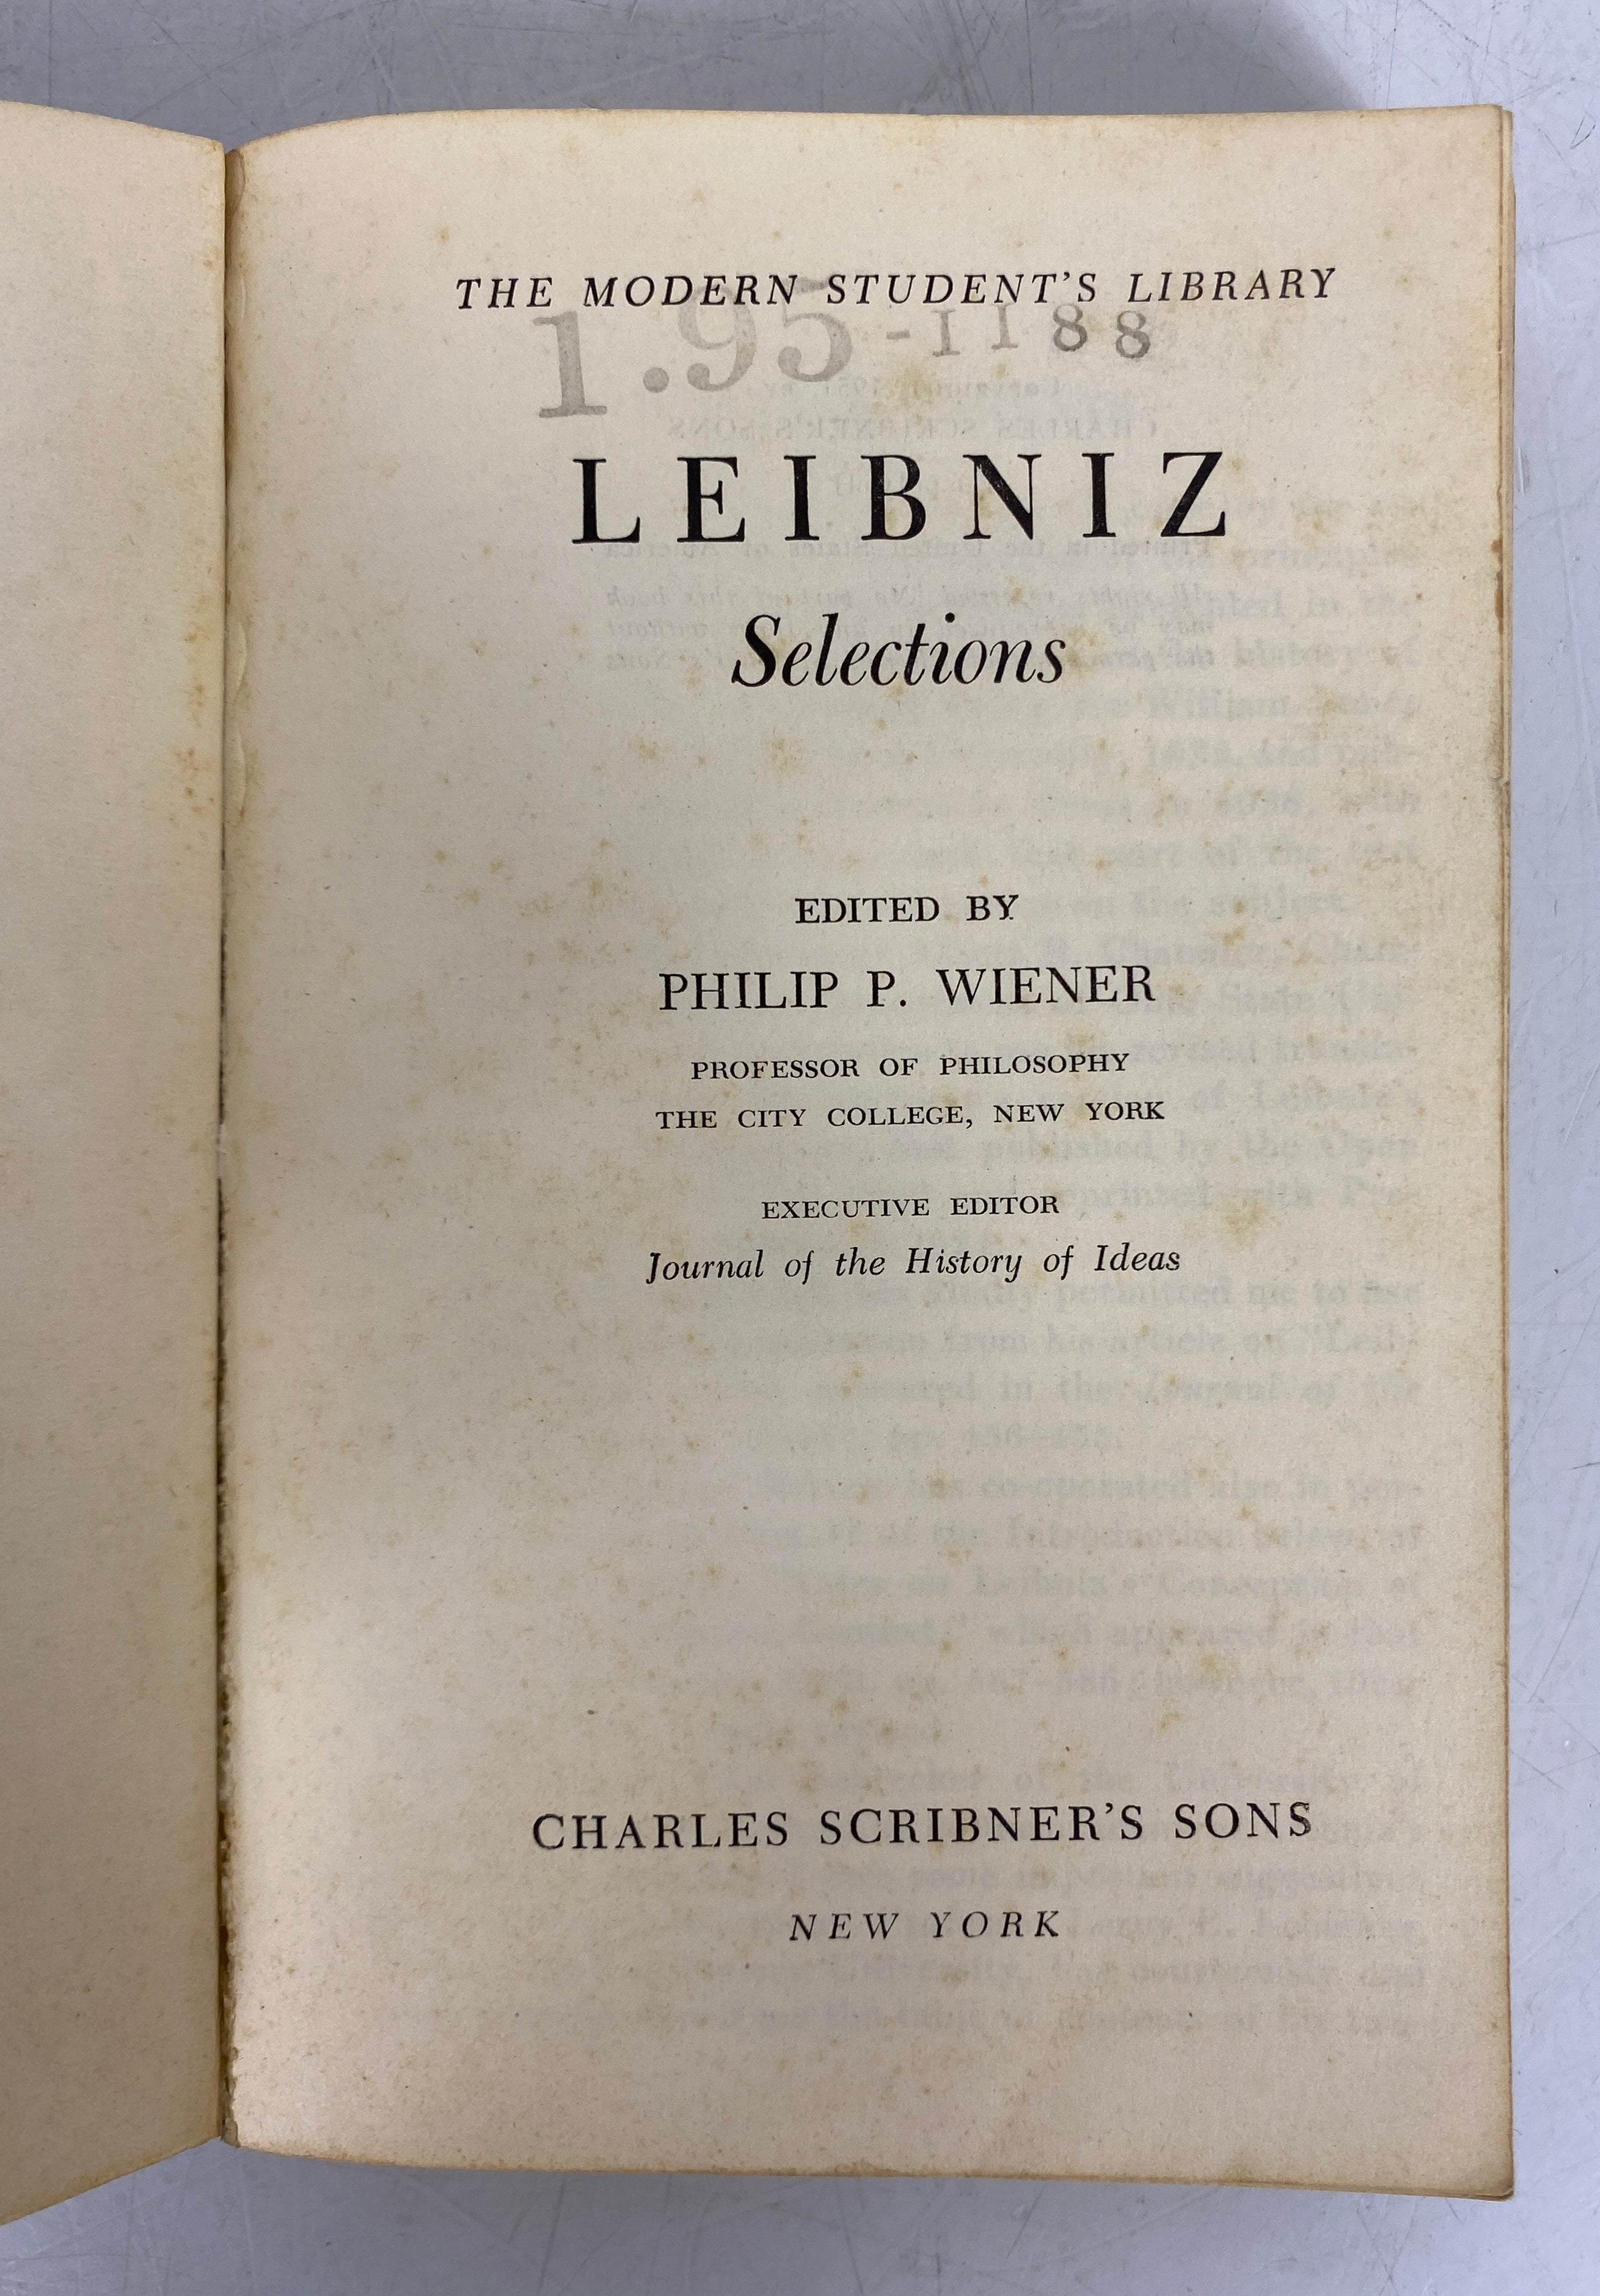 THE MODERN STUDENT'S LIBRARY
1.95-1188
LEIBNIZ
Selections
EDITED BY
PHILIP P. WIENER
PROFESSOR OF PHILOSOPHY
THE CITY COLLEGE, NEW YORK
EXECUTIVE EDITOR
Journal of the History of Ideas
CHARLES SCRIBNER'S SONS
NEW YORK